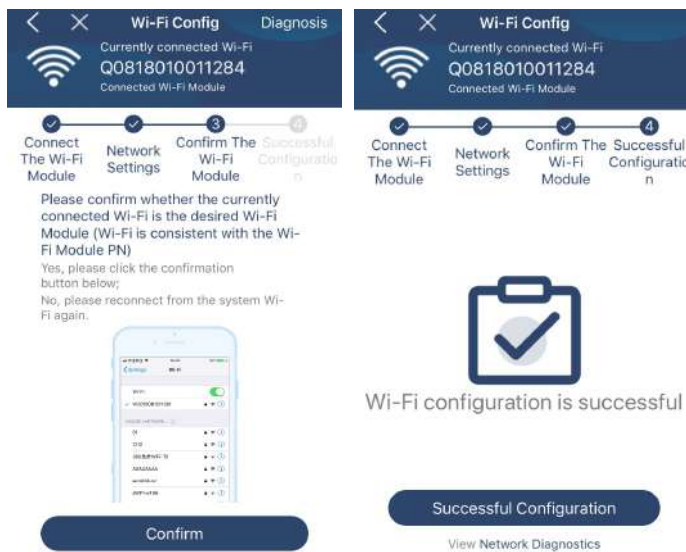 Wi-Fi Config
Diagnosis
Currently connected Wi-Fi
Q0818010011284
Connected Wi-Fi Module
3
4
Connect
The Wi-Fi
Module
Network
Settings
Confirm The
Wi-Fi
Module
Successful
Configuratio
n
Please confirm whether the currently
connected Wi-Fi is the desired Wi-Fi
Module (Wi-Fi is consistent with the Wi-
Fi Module PN)
Yes, please click the confirmation
button below;
No, please reconnect from the system Wi-
Fi again.
Settings
Wi-Fi
Wi-Fi
Confirm
Wi-Fi Config
Currently connected Wi-Fi
Q0818010011284
Connected Wi-Fi Module
4
Connect
The Wi-Fi
Module
Network
Settings
Confirm The
Wi-Fi
Module
Successful
Configuratio
n
Wi-Fi configuration is successful
Successful Configuration
View Network Diagnostics